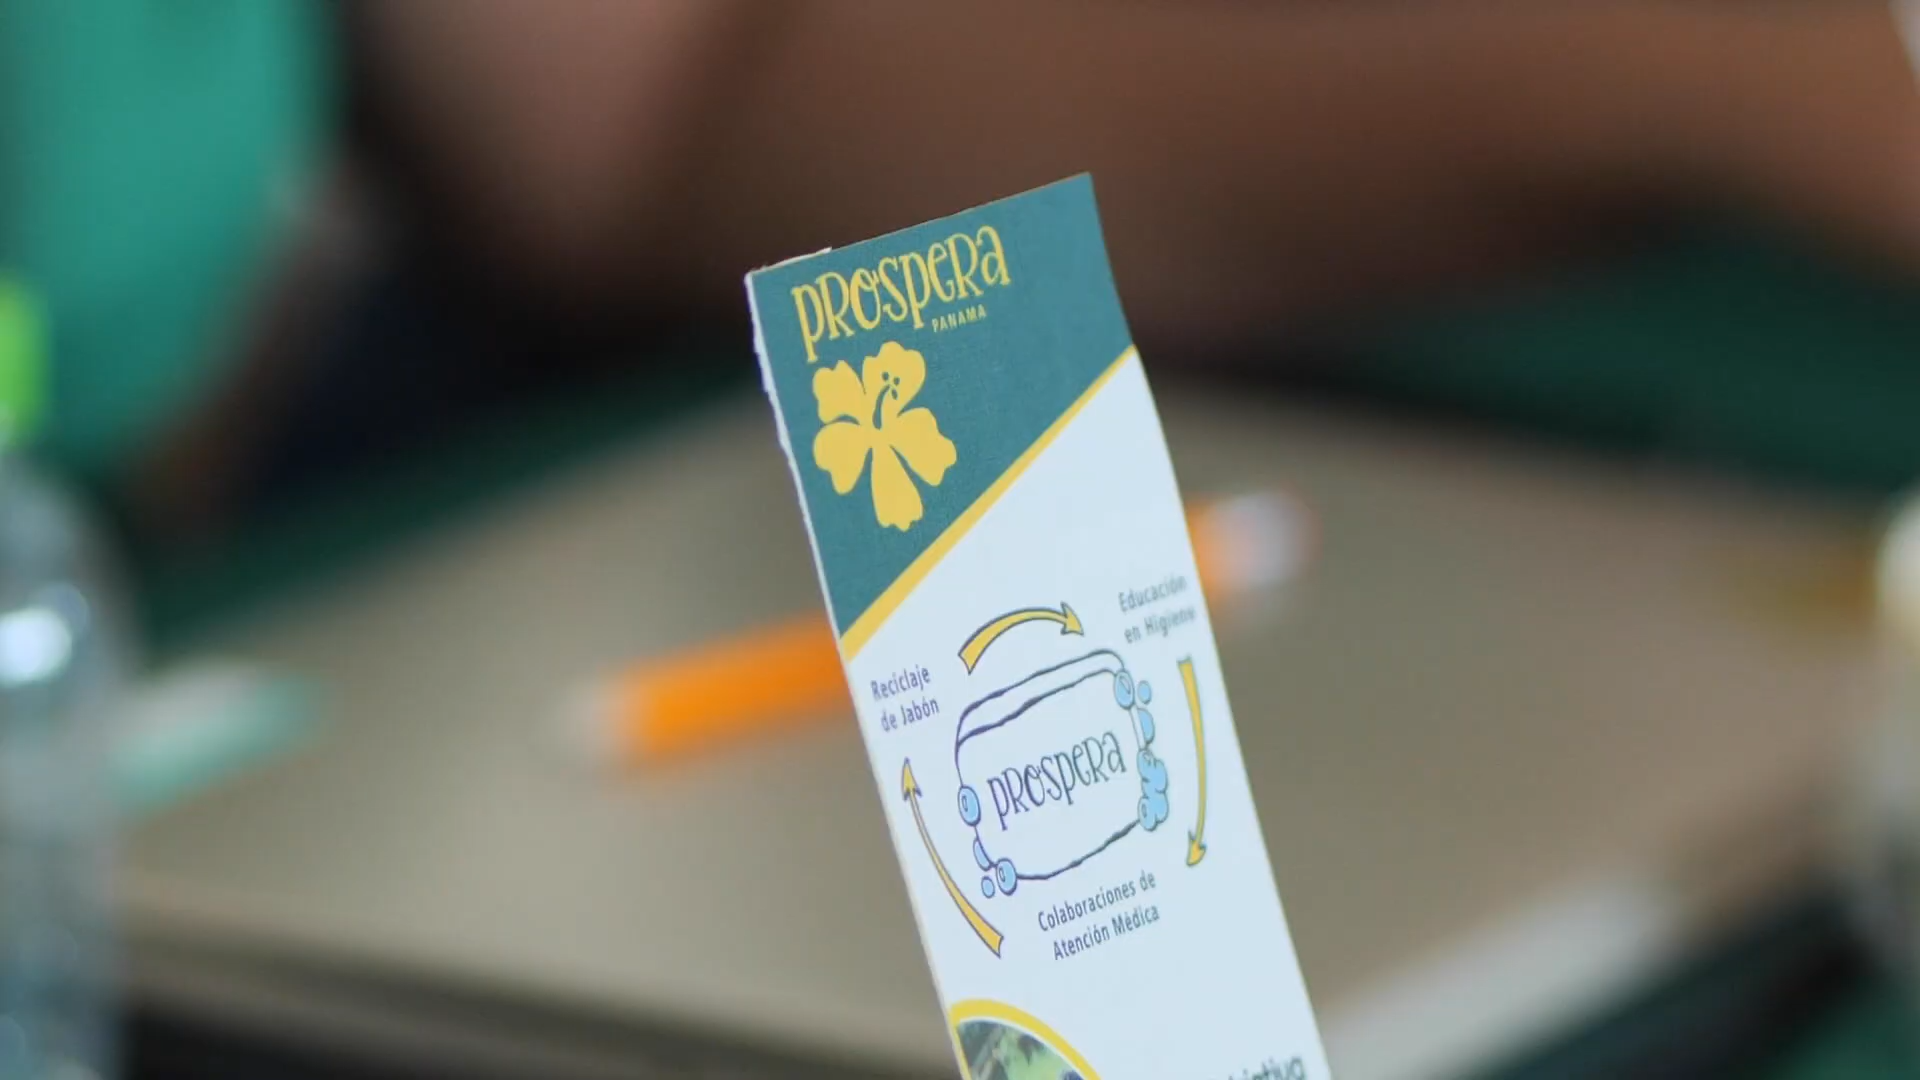 PROSPERA
PANAMA
Educación
en Higiene
Reciclaje
de Jabón
PROSPERA
Colaboraciones de
Atención Médica